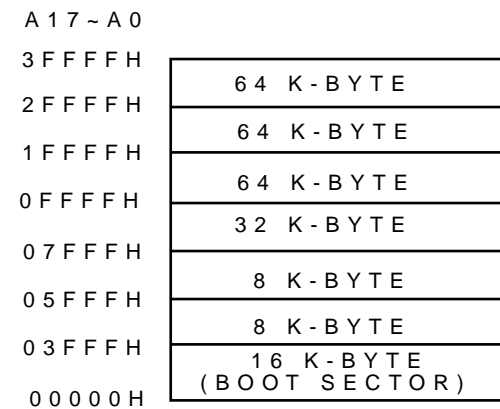 A17~A0
3FFFFH
64 K-BYTE
2FFFFH
64 K-BYTE
1FFFFH
64 K-BYTE
0FFFFH
32 K-BYTE
07FFFH
8 K-BYTE
05FFFH
8 K-BYTE
03FFFH
16 K-BYTE
(BOOT SECTOR)
00000H